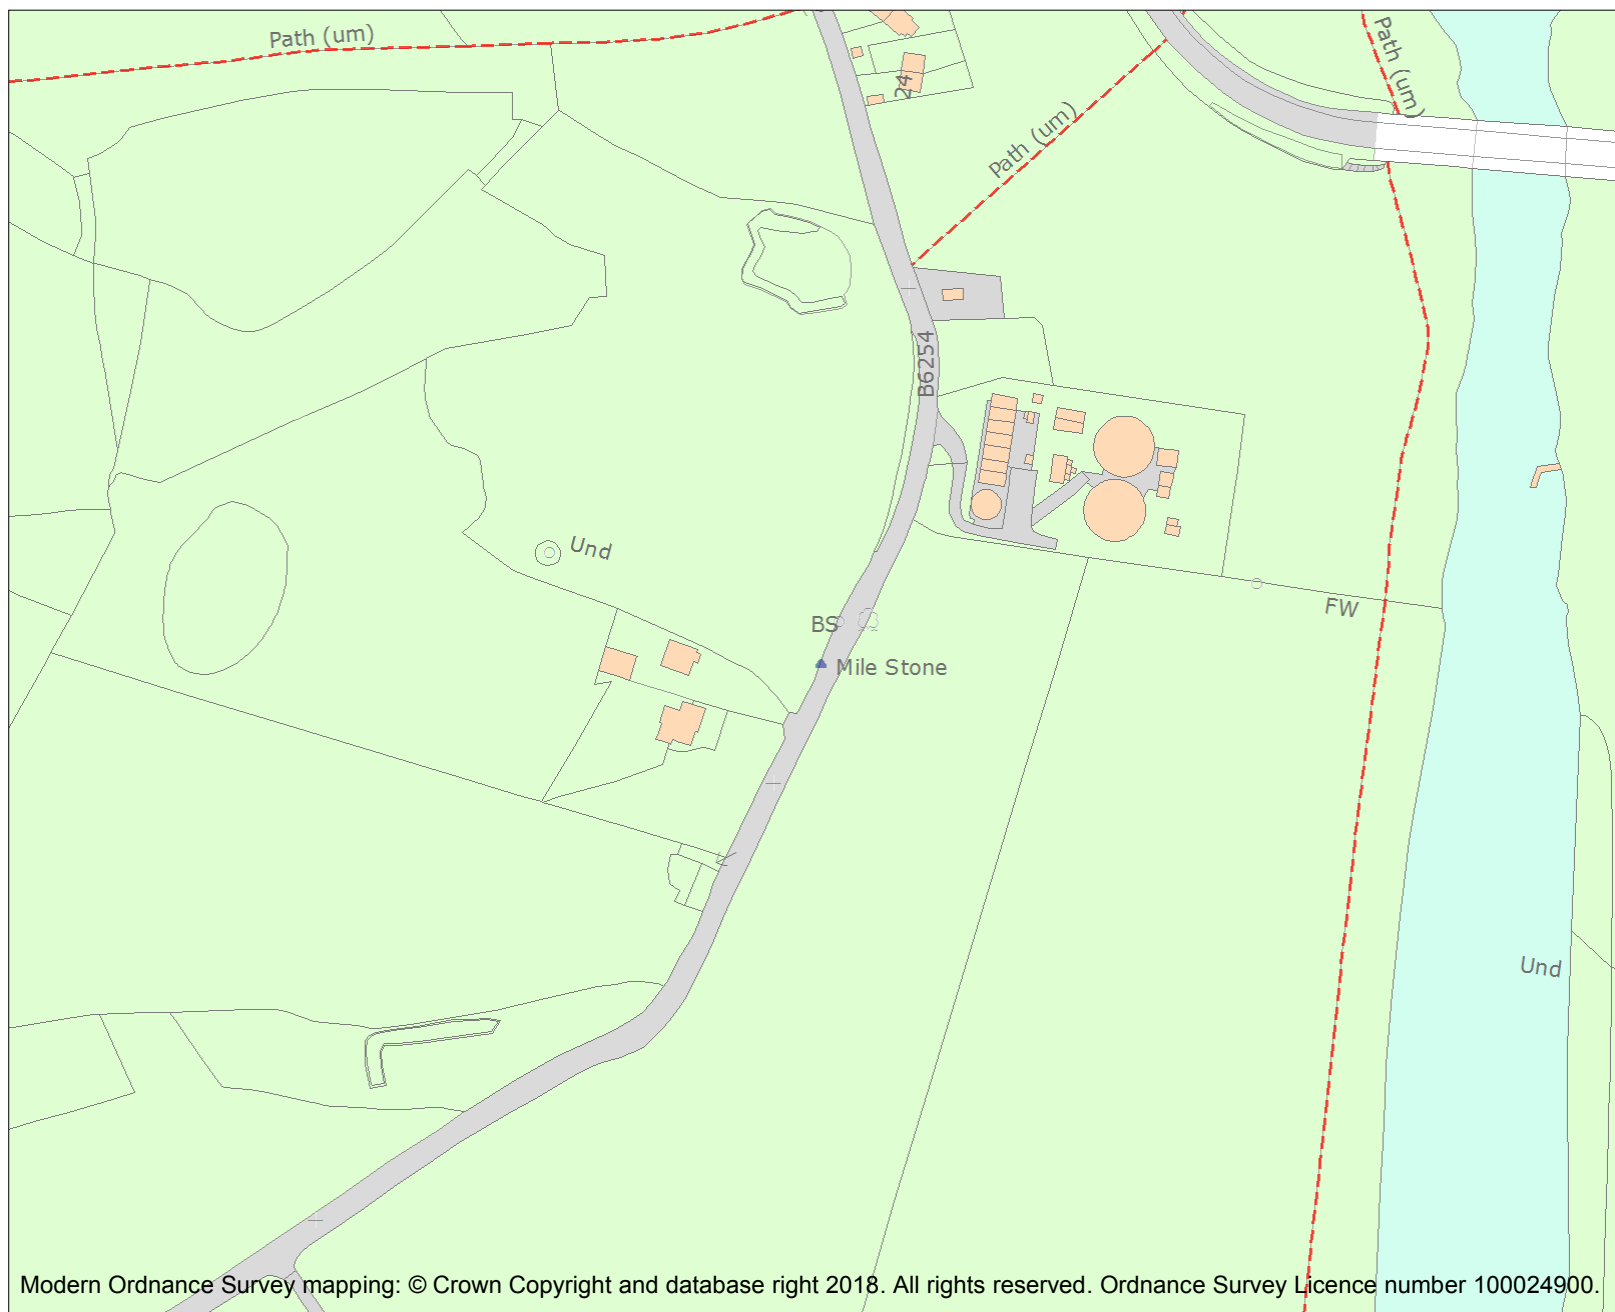 Path (um)
Path (um)
24
Path (um)
B6254
Und
FW
BS
Mile Stone
Und
Modern Ordnance Survey mapping: © Crown Copyright and database right 2018. All rights reserved. Ordnance Survey Licence number 100024900.